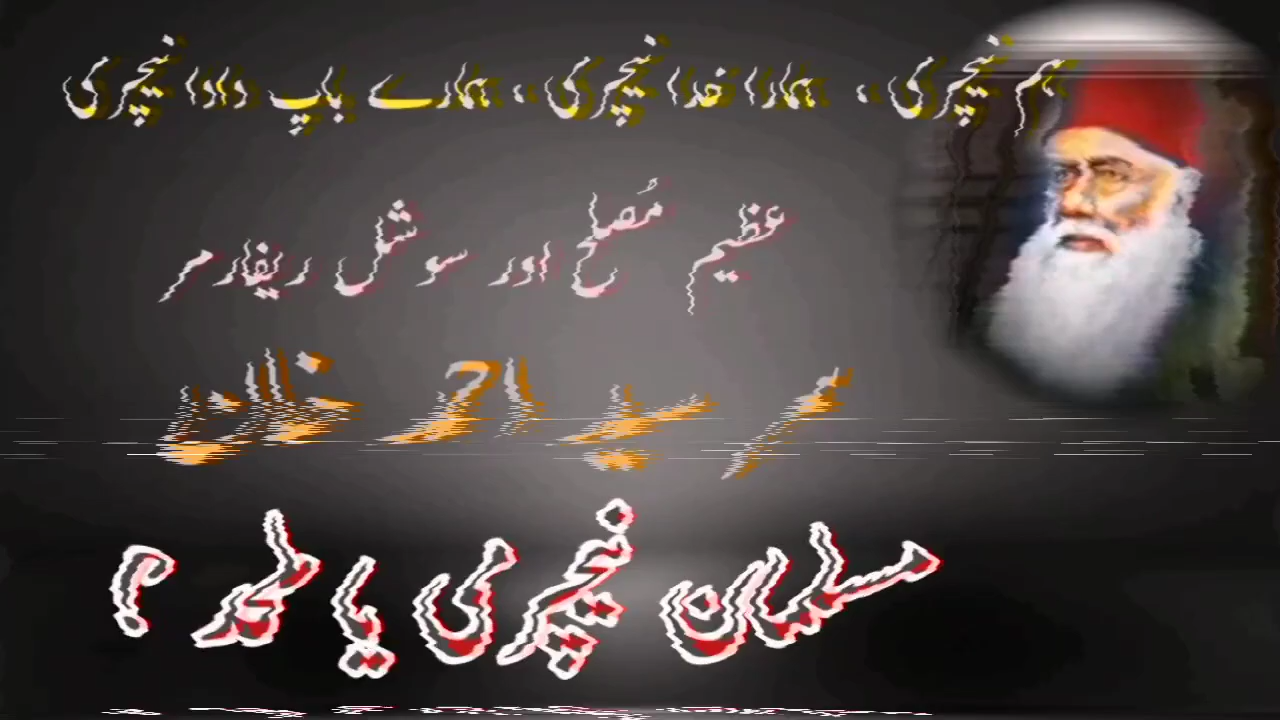 ہم نیچری، ہمارا خدا نیچری، ہمارے باپ دادا نیچری
عظیم مُصلح اور سوشل ریفارمر
سر سید احمد خان
مسلمان نیچری یا ملحد ؟